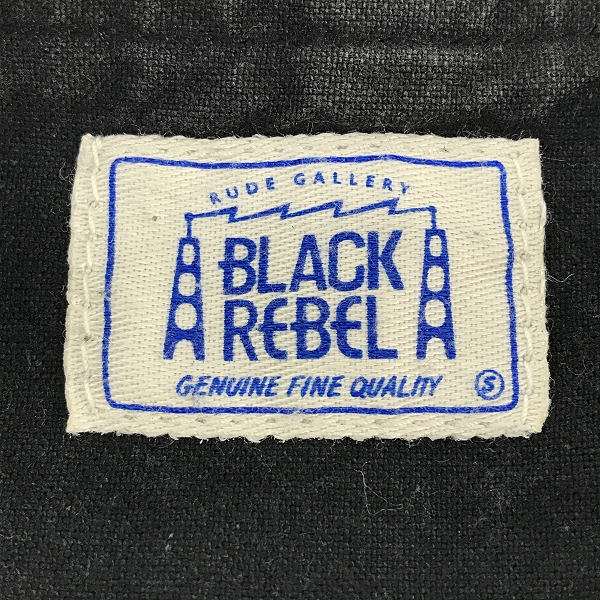 RUDE GALLERY
BLACK
REBEL
GENUINE FINE QUALITY S